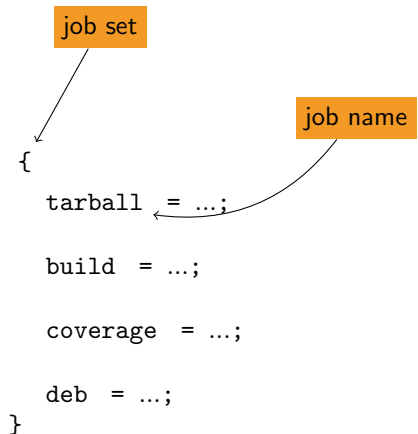 job set
job name
{
tarball = ...;
build = ...;
coverage = ...;
deb = ...;
}